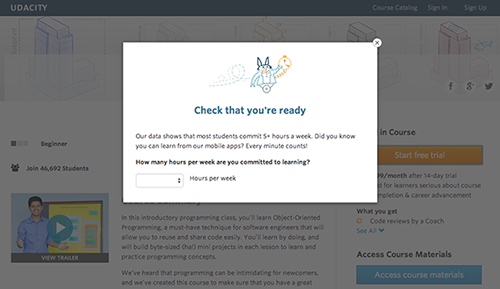 UDACITY
Course Catalog Sign In Sign Up
Check that you're ready
Our data shows that most students commit 5+ hours a week. Did you know
you can learn from our mobile apps? Every minute counts!
How many hours per week are you committed to learning?
Hours per week
Beginner
Join 46,692 Students
VIEW TRAILER
In this introductory programming class, you'll learn Object-Oriented
Programming, a must-have technique for software engineers that will
allow you to reuse and share code easily. You'll learn by doing, and
will build byte-sized (ha!) mini projects in each lesson to learn and
practice programming concepts.
We've heard that programming can be intimidating for newcomers,
and we've created this course to make sure that you have a great
in Course
Start free trial
99/month after 14-day trial
for learners serious about course
completion & career advancement
What you get
Code reviews by a Coach
See All
Access Course Materials
Access course materials